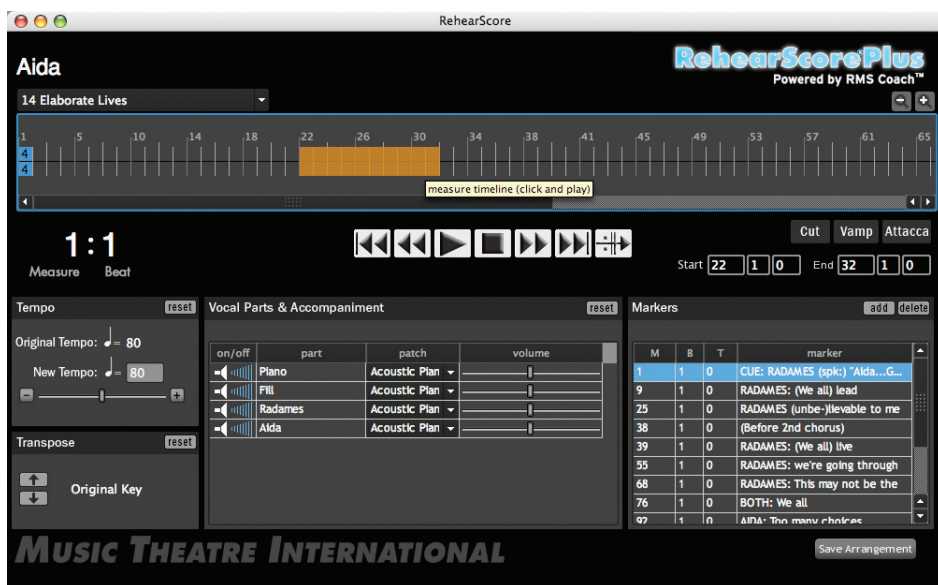 RehearScore
Aida
RehearScorePlus
Powered by RMS Coach™
14 Elaborate Lives
1 5 10 14 18 22 26 30 34 38 41 45 49 53 57 61 65
4
4
measure timeline (click and play)
1:1
Measure Beat
Cut Vamp Attacca
Start 22 1 0 End 32 1 0
Tempo reset
Original Tempo: ♩= 80
New Tempo: ♩= 80
Transpose reset
Original Key
Vocal Parts & Accompaniment reset
on/off part patch volume
Piano Acoustic Pian
Fill Acoustic Pian
Radames Acoustic Pian
Aida Acoustic Pian
Markers add delete
M B T marker
1 1 0 CUE: RADAMES (spk:) "Aida...G...
9 1 0 RADAMES: (We all) lead
25 1 0 RADAMES (unbe-)lievable to me
38 1 0 (Before 2nd chorus)
39 1 0 RADAMES: (We all) live
55 1 0 RADAMES: we're going through
68 1 0 RADAMES: This may not be the
76 1 0 BOTH: We all
92 1 0 AIDA: Too many choices
MUSIC THEATRE INTERNATIONAL
Save Arrangement